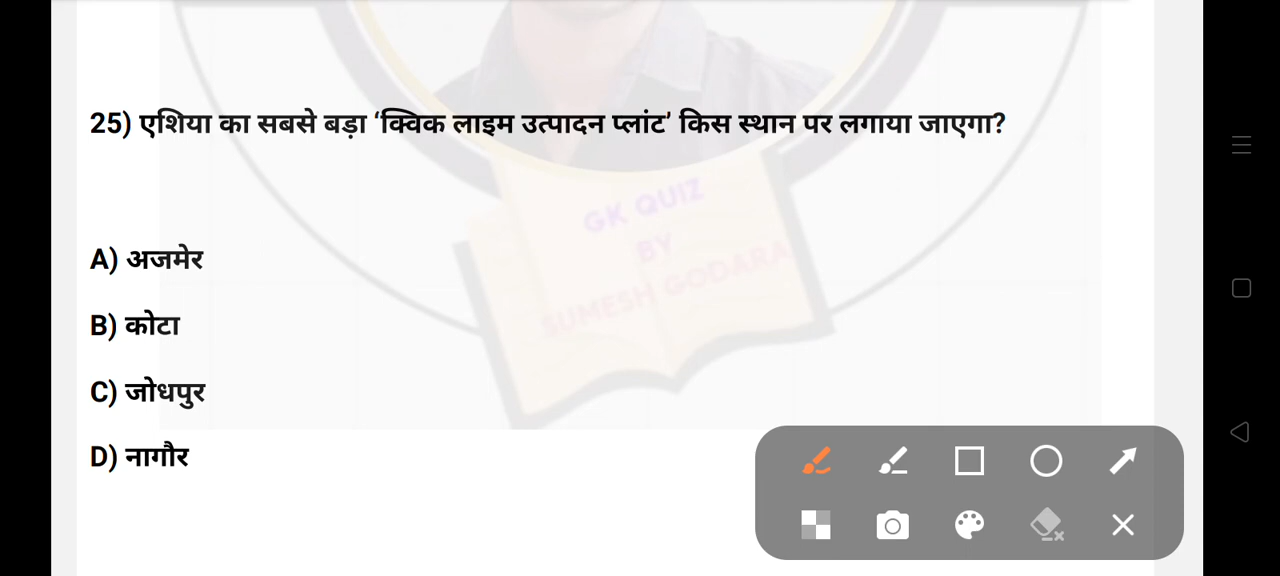 25) एशिया का सबसे बड़ा ‘क्विक लाइम उत्पादन प्लांट’ किस स्थान पर लगाया जाएगा?
GK QUIZ
BY
SUMESH GODARA
A) अजमेर
B) कोटा
C) जोधपुर
D) नागौर